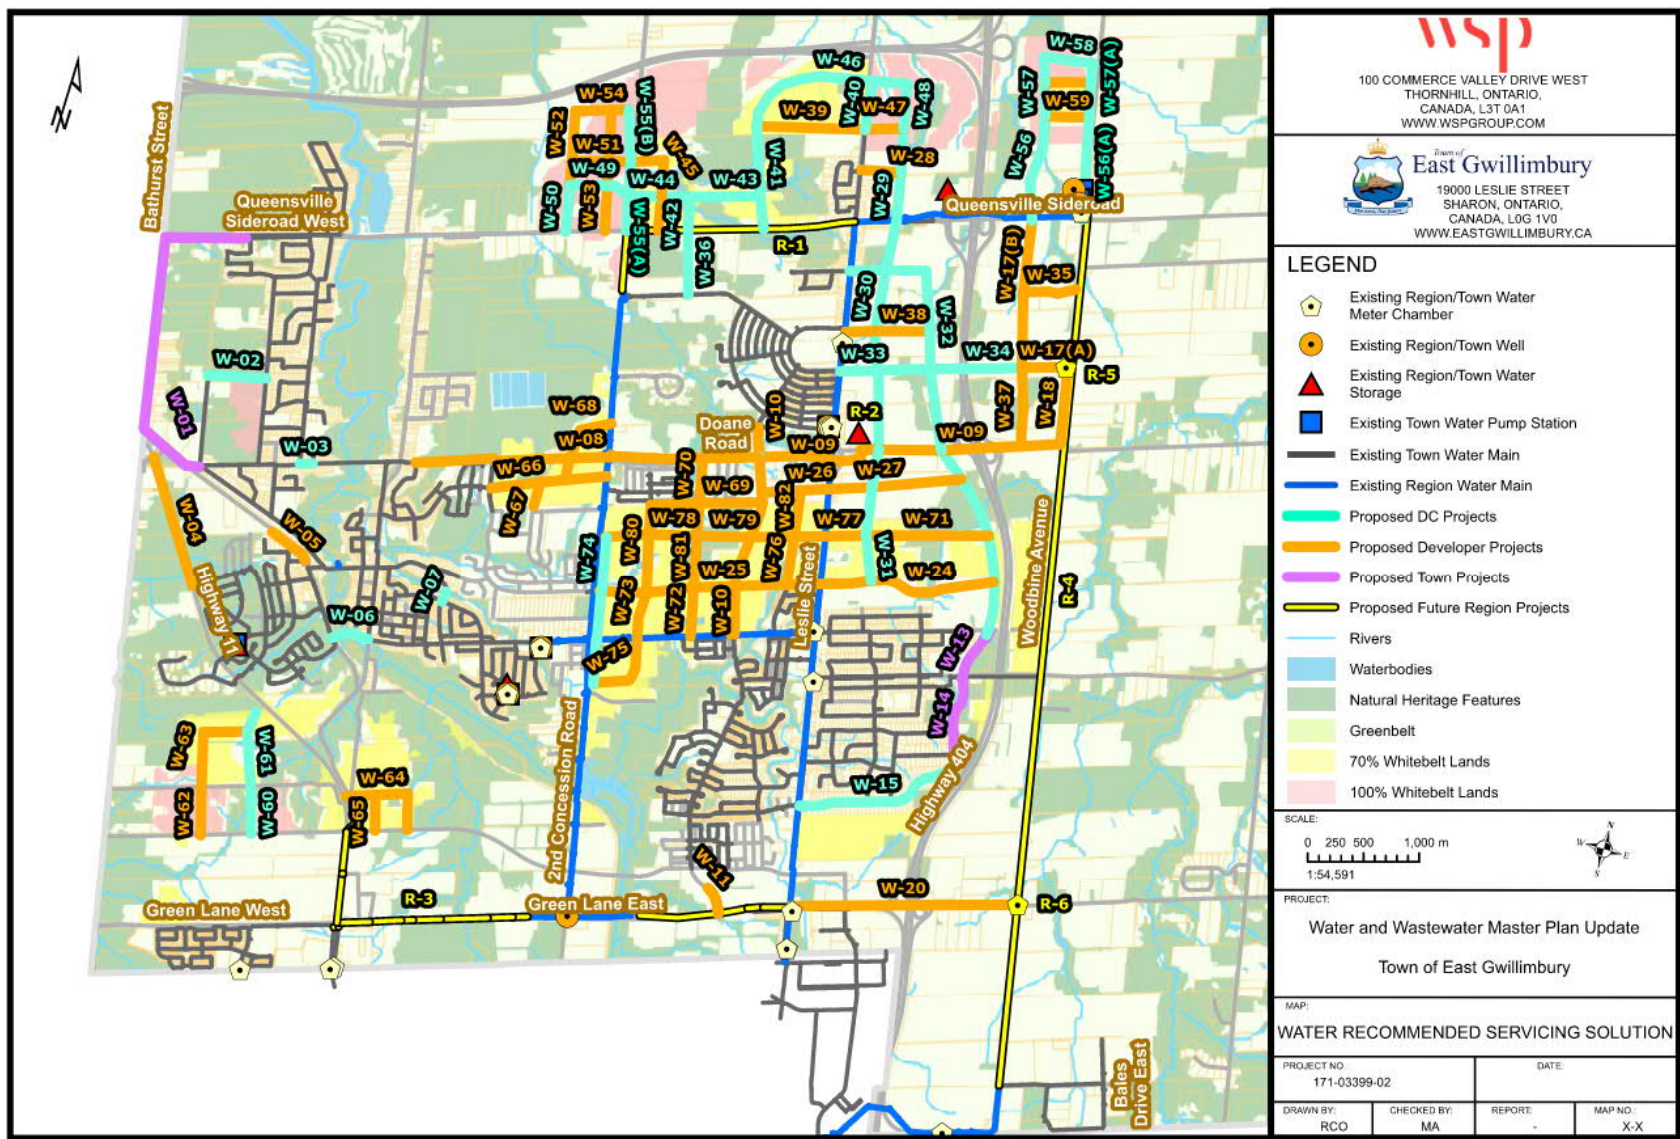 N
Bathurst Street
Queensville
Sideroad West
W-54
W-52
W-55(B)
W-51
W-45
W-49
W-44
W-43
W-50
W-53
W-55(A)
W-42
W-36
W-46
W-40
W-47
W-48
W-39
W-41
W-28
W-29
R-1
W-58
W-57
W-57(A)
W-59
W-56
W-56(A)
Queensville Sideroad
W-17(B)
W-35
W-30
W-38
W-32
W-33
W-34
W-17(A)
R-5
W-37
W-18
W-02
W-01
W-03
W-68
W-08
Doane
Road
W-10
R-2
W-09
W-09
W-66
W-67
W-70
W-69
W-26
W-27
W-82
W-04
W-05
W-74
W-80
W-78
W-79
W-77
W-71
W-81
W-76
W-31
W-25
W-24
W-73
W-72
W-10
W-75
Leslie Street
Woodbine Avenue
R-4
Highway 11
W-07
W-06
W-13
W-14
W-63
W-61
W-62
W-60
W-64
W-65
2nd Concession Road
W-15
Highway 404
W-11
W-20
R-6
Green Lane West
R-3
Green Lane East
Bales
Drive East
wsp
100 COMMERCE VALLEY DRIVE WEST
THORNHILL, ONTARIO,
CANADA, L3T 0A1
WWW.WSPGROUP.COM
Town of
East Gwillimbury
19000 LESLIE STREET
SHARON, ONTARIO,
CANADA, L0G 1V0
WWW.EASTGWILLIMBURY.CA
LEGEND
Existing Region/Town Water
Meter Chamber
Existing Region/Town Well
Existing Region/Town Water
Storage
Existing Town Water Pump Station
Existing Town Water Main
Existing Region Water Main
Proposed DC Projects
Proposed Developer Projects
Proposed Town Projects
Proposed Future Region Projects
Rivers
Waterbodies
Natural Heritage Features
Greenbelt
70% Whitebelt Lands
100% Whitebelt Lands
SCALE:
0 250 500 1,000 m
1:54,591
N
W E
S
PROJECT:
Water and Wastewater Master Plan Update
Town of East Gwillimbury
MAP:
WATER RECOMMENDED SERVICING SOLUTION
PROJECT NO.
171-03399-02
DATE:
DRAWN BY:
RCO
CHECKED BY:
MA
REPORT:
-
MAP NO.:
X-X